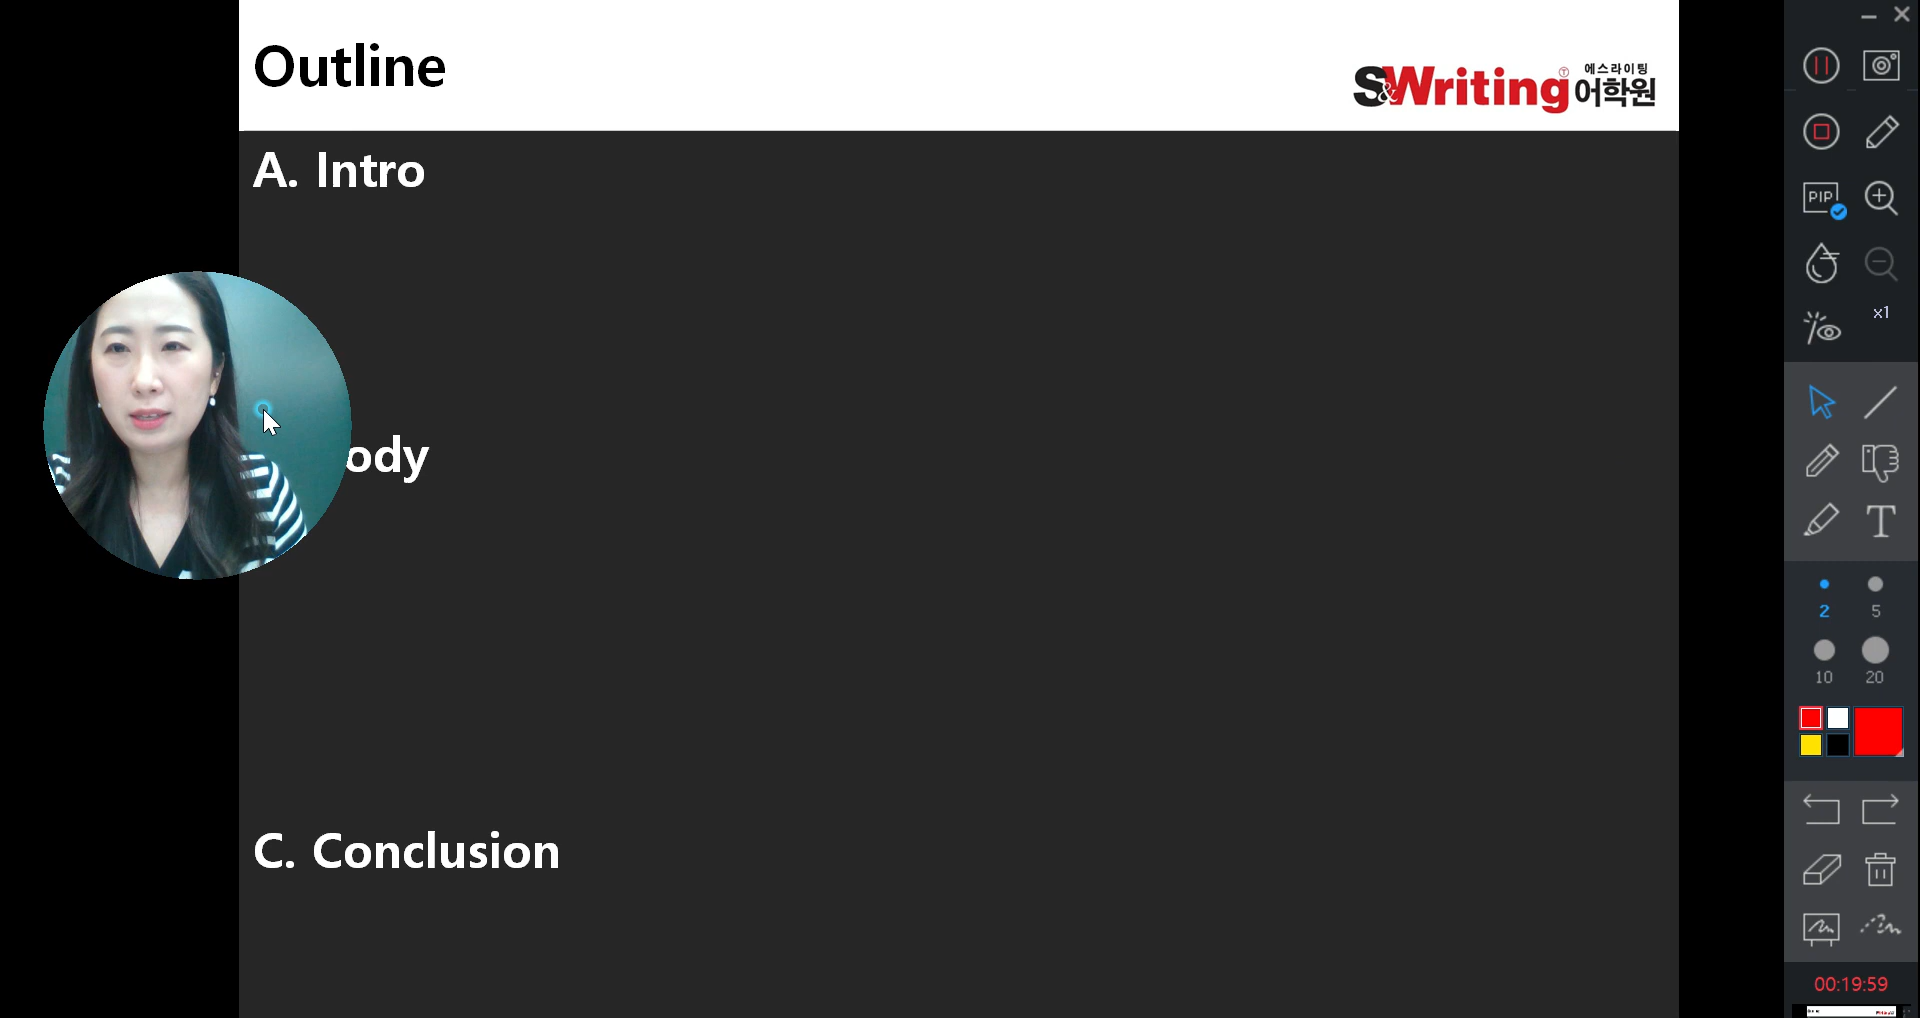 Outline
S&Writing 에스라이팅 어학원
A. Intro
ody
C. Conclusion
PIP
x1
T
2
5
10
20
00:19:59